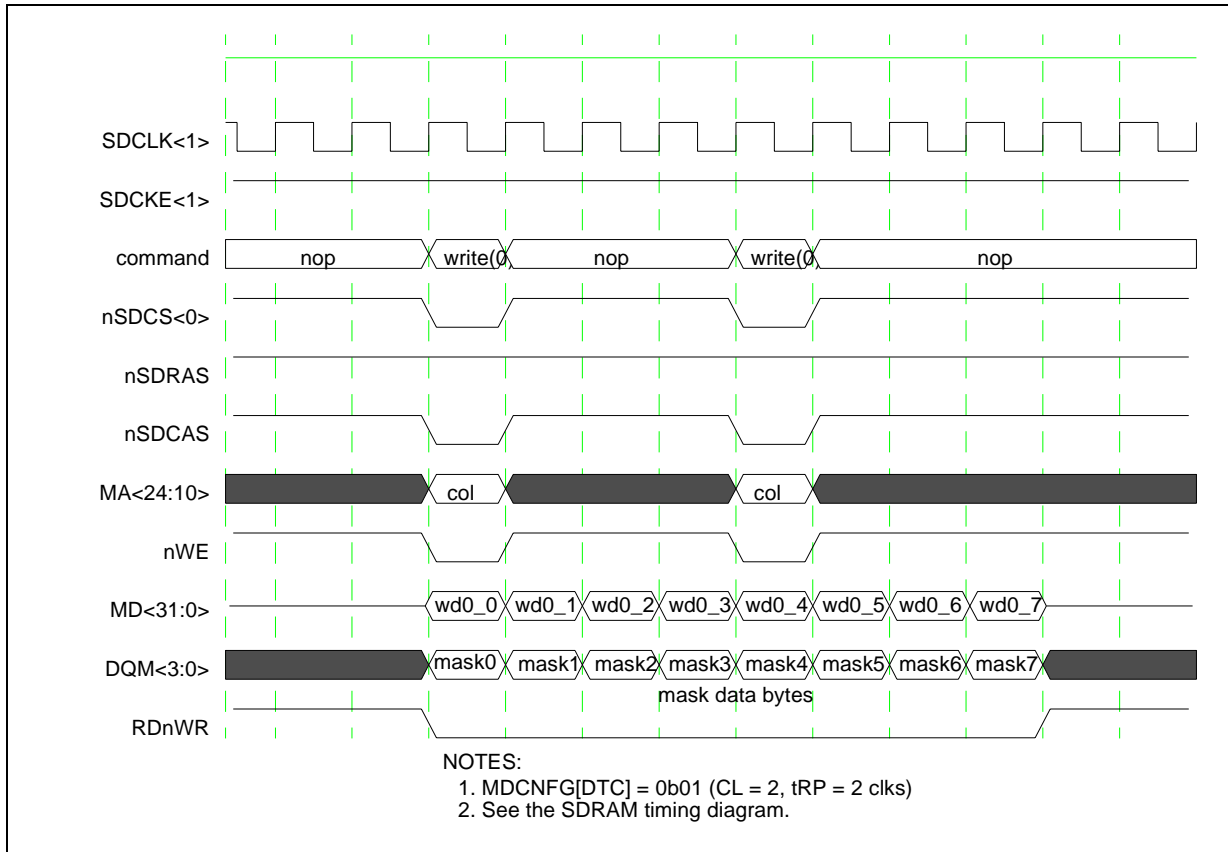 SDCLK<1>
SDCKE<1>
command nop write(0) nop write(0) nop
nSDCS<0>
nSDRAS
nSDCAS
MA<24:10> col col
nWE
MD<31:0> wd0_0 wd0_1 wd0_2 wd0_3 wd0_4 wd0_5 wd0_6 wd0_7
DQM<3:0> mask0 mask1 mask2 mask3 mask4 mask5 mask6 mask7
mask data bytes
RDnWR
NOTES:
1. MDCNFG[DTC] = 0b01 (CL = 2, tRP = 2 clks)
2. See the SDRAM timing diagram.